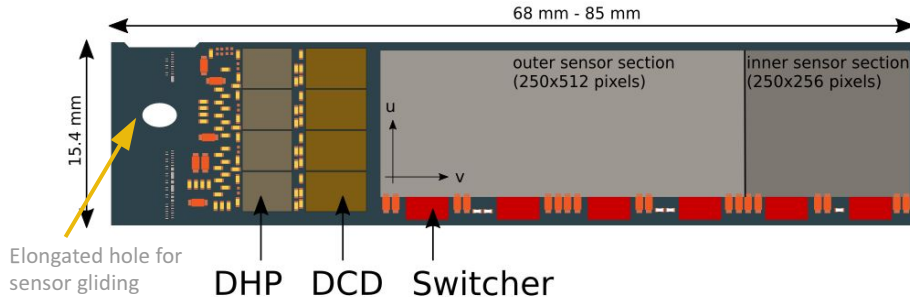 68 mm - 85 mm
outer sensor section
(250x512 pixels)
inner sensor section
(250x256 pixels)
15.4 mm
u
v
Elongated hole for
sensor gliding
DHP
DCD
Switcher